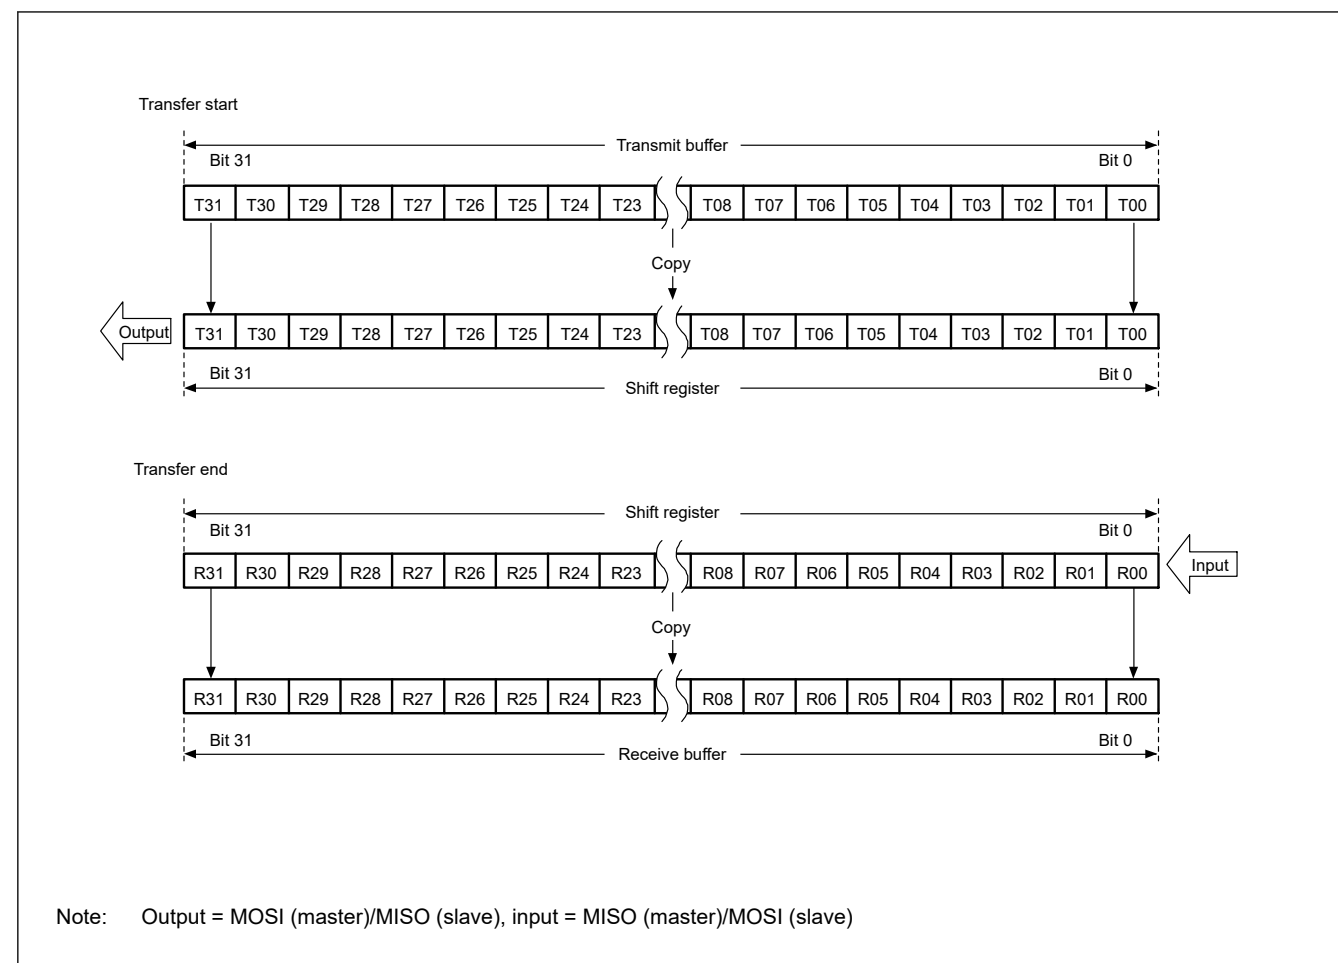 Transfer start
Transmit buffer
Bit 31 Bit 0
T31 T30 T29 T28 T27 T26 T25 T24 T23 T08 T07 T06 T05 T04 T03 T02 T01 T00
Copy
Output T31 T30 T29 T28 T27 T26 T25 T24 T23 T08 T07 T06 T05 T04 T03 T02 T01 T00
Bit 31 Bit 0
Shift register
Transfer end
Shift register
Bit 31 Bit 0
R31 R30 R29 R28 R27 R26 R25 R24 R23 R08 R07 R06 R05 R04 R03 R02 R01 R00 Input
Copy
R31 R30 R29 R28 R27 R26 R25 R24 R23 R08 R07 R06 R05 R04 R03 R02 R01 R00
Bit 31 Bit 0
Receive buffer
Note: Output = MOSI (master)/MISO (slave), input = MISO (master)/MOSI (slave)